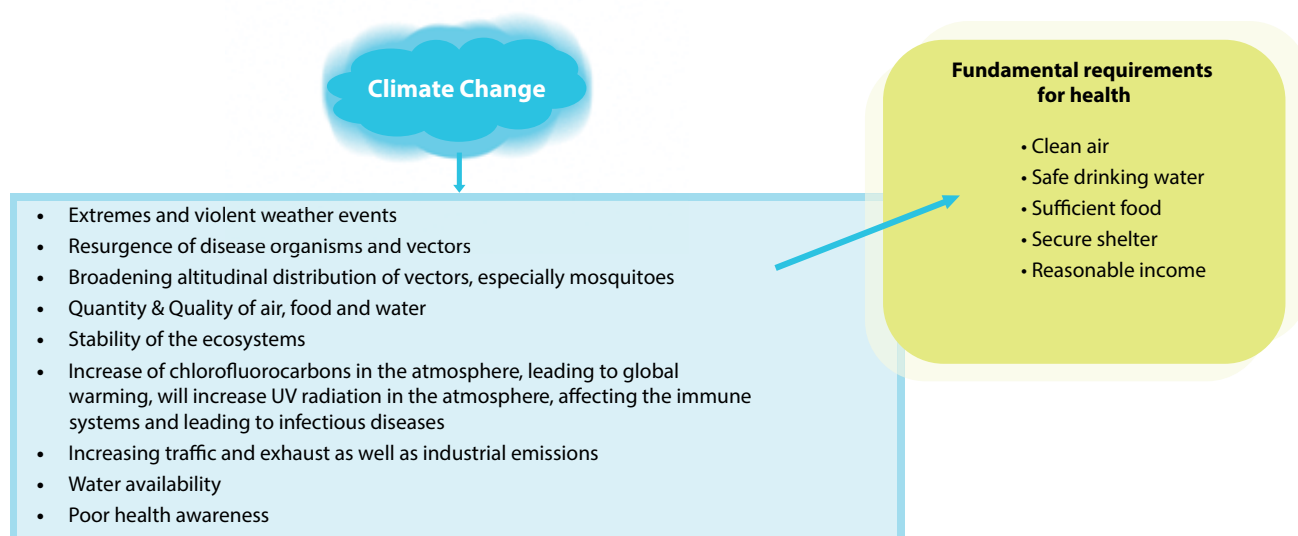 Climate Change
Fundamental requirements
for health
• Clean air
• Safe drinking water
• Sufficient food
• Secure shelter
• Reasonable income
• Extremes and violent weather events
• Resurgence of disease organisms and vectors
• Broadening altitudinal distribution of vectors, especially mosquitoes
• Quantity & Quality of air, food and water
• Stability of the ecosystems
• Increase of chlorofluorocarbons in the atmosphere, leading to global
warming, will increase UV radiation in the atmosphere, affecting the immune
systems and leading to infectious diseases
• Increasing traffic and exhaust as well as industrial emissions
• Water availability
• Poor health awareness